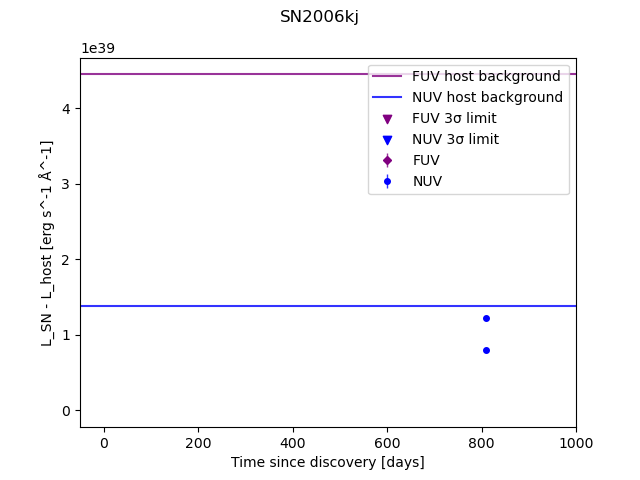 SN2006kj
1e39
FUV host background
NUV host background
FUV 3σ limit
NUV 3σ limit
FUV
NUV
4
3
2
1
0
L_SN - L_host [erg s^-1 Å^-1]
0 200 400 600 800 1000
Time since discovery [days]